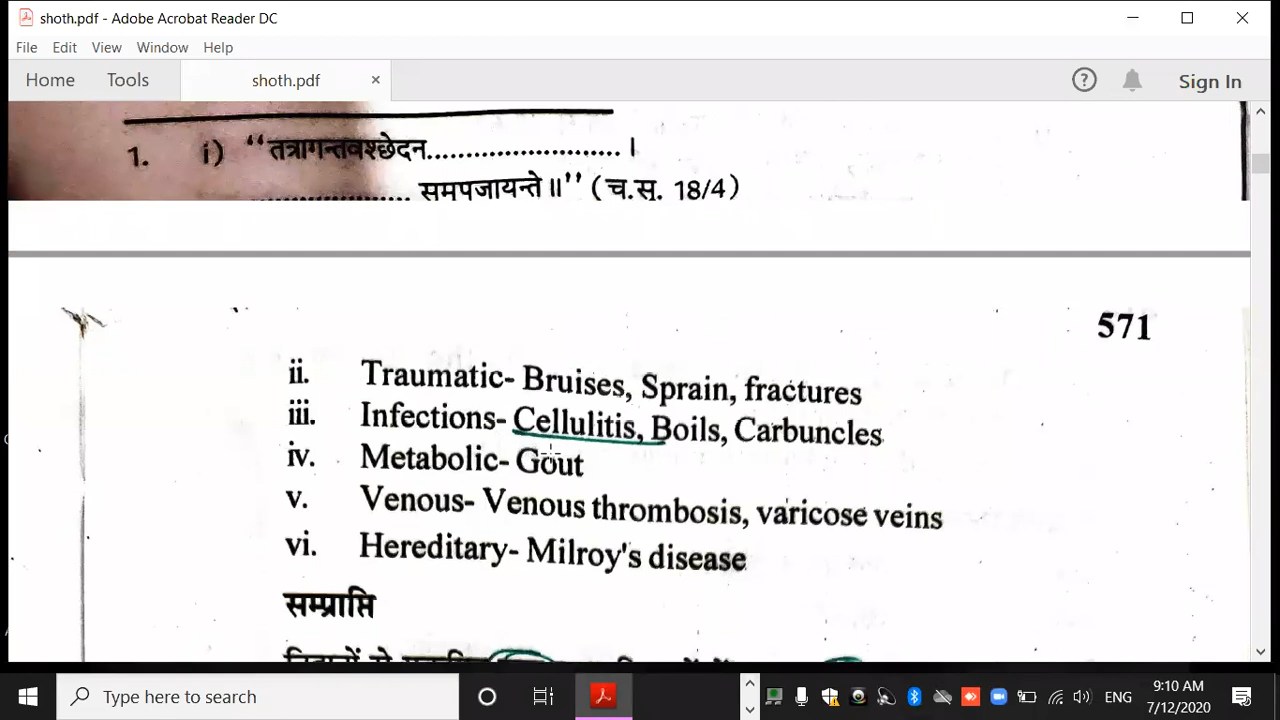 shoth.pdf - Adobe Acrobat Reader DC
File Edit View Window Help
Home Tools shoth.pdf × ? Sign In
1. i) “तत्रागन्तवश्छेदन........................... ।
..................... समपजायन्ते॥” (च.सू. 18/4)
571
ii. Traumatic- Bruises, Sprain, fractures
iii. Infections- Cellulitis, Boils, Carbuncles
iv. Metabolic- Gout
v. Venous- Venous thrombosis, varicose veins
vi. Hereditary- Milroy's disease
सम्प्राप्ति
Type here to search
ENG
9:10 AM
7/12/2020